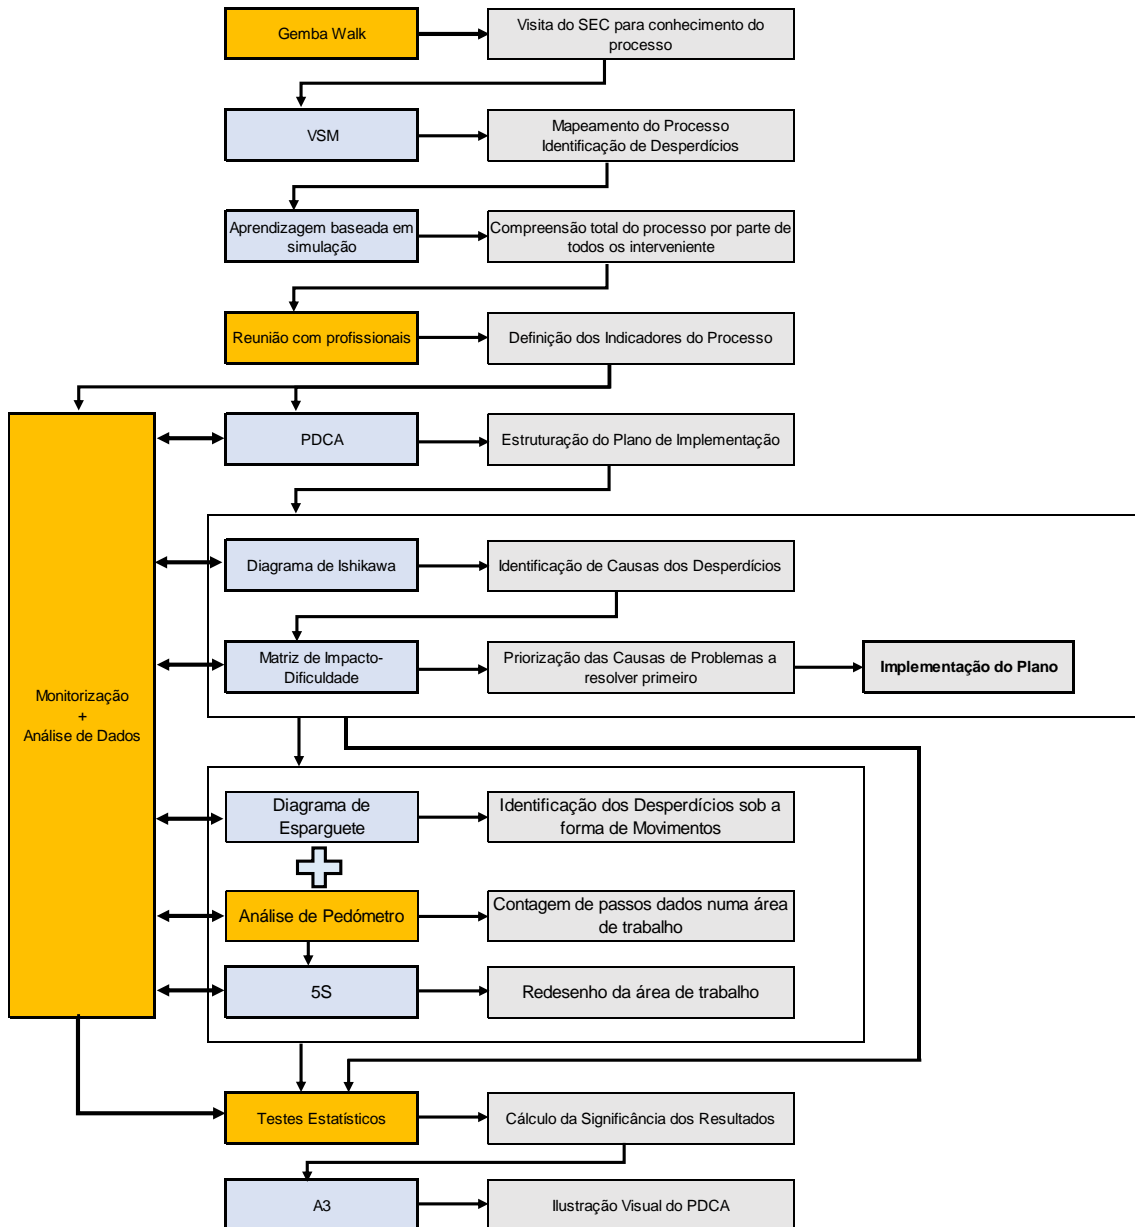 Gemba Walk
Visita do SEC para conhecimento do
processo
VSM
Mapeamento do Processo
Identificação de Desperdícios
Aprendizagem baseada em
simulação
Compreensão total do processo por parte de
todos os interveniente
Reunião com profissionais
Definição dos Indicadores do Processo
PDCA
Estruturação do Plano de Implementação
Diagrama de Ishikawa
Identificação de Causas dos Desperdícios
Matriz de Impacto-
Dificuldade
Priorização das Causas de Problemas a
resolver primeiro
Implementação do Plano
Monitorização
+
Análise de Dados
Diagrama de
Esparguete
Identificação dos Desperdícios sob a
forma de Movimentos
Análise de Pedómetro
Contagem de passos dados numa área
de trabalho
5S
Redesenho da área de trabalho
Testes Estatísticos
Cálculo da Significância dos Resultados
A3
Ilustração Visual do PDCA